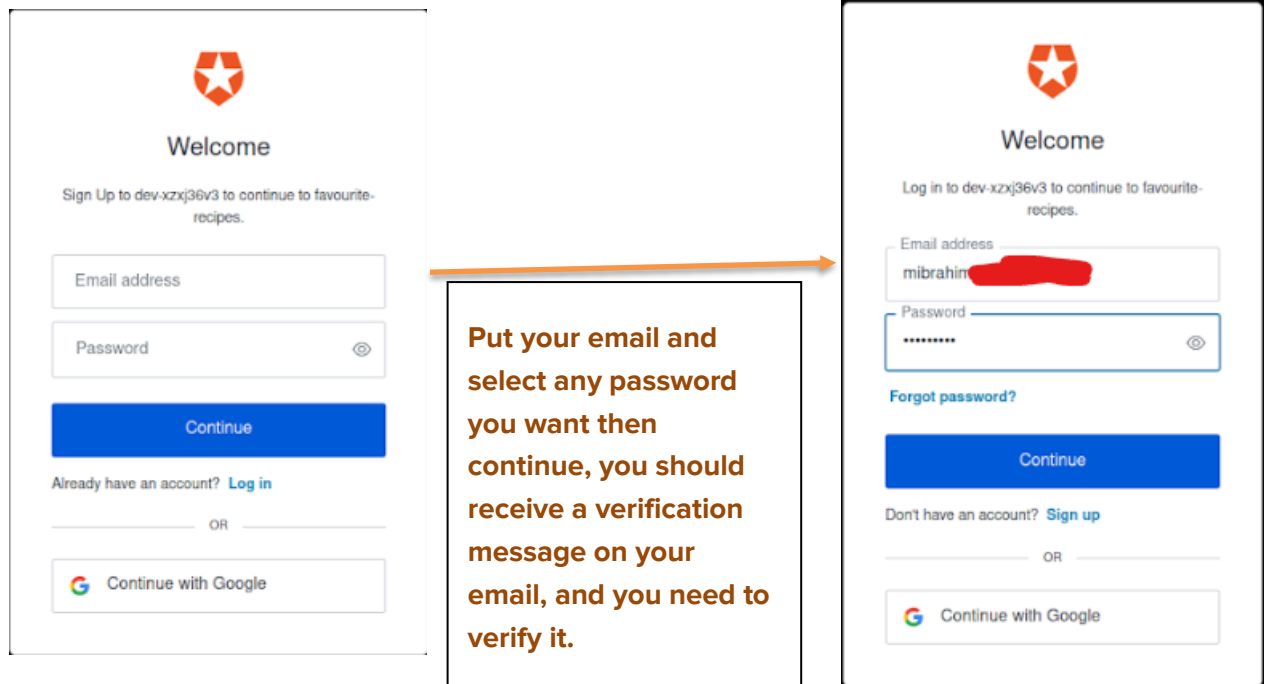 Welcome
Sign Up to dev-xzxj36v3 to continue to favourite-
recipes.
Email address
Password
Continue
Already have an account? Log in
OR
Continue with Google
Put your email and
select any password
you want then
continue, you should
receive a verification
message on your
email, and you need to
verify it.
Welcome
Log in to dev-xzxj36v3 to continue to favourite-
recipes.
Email address
mibrahim
Password
•••••••••
Forgot password?
Continue
Don't have an account? Sign up
OR
Continue with Google